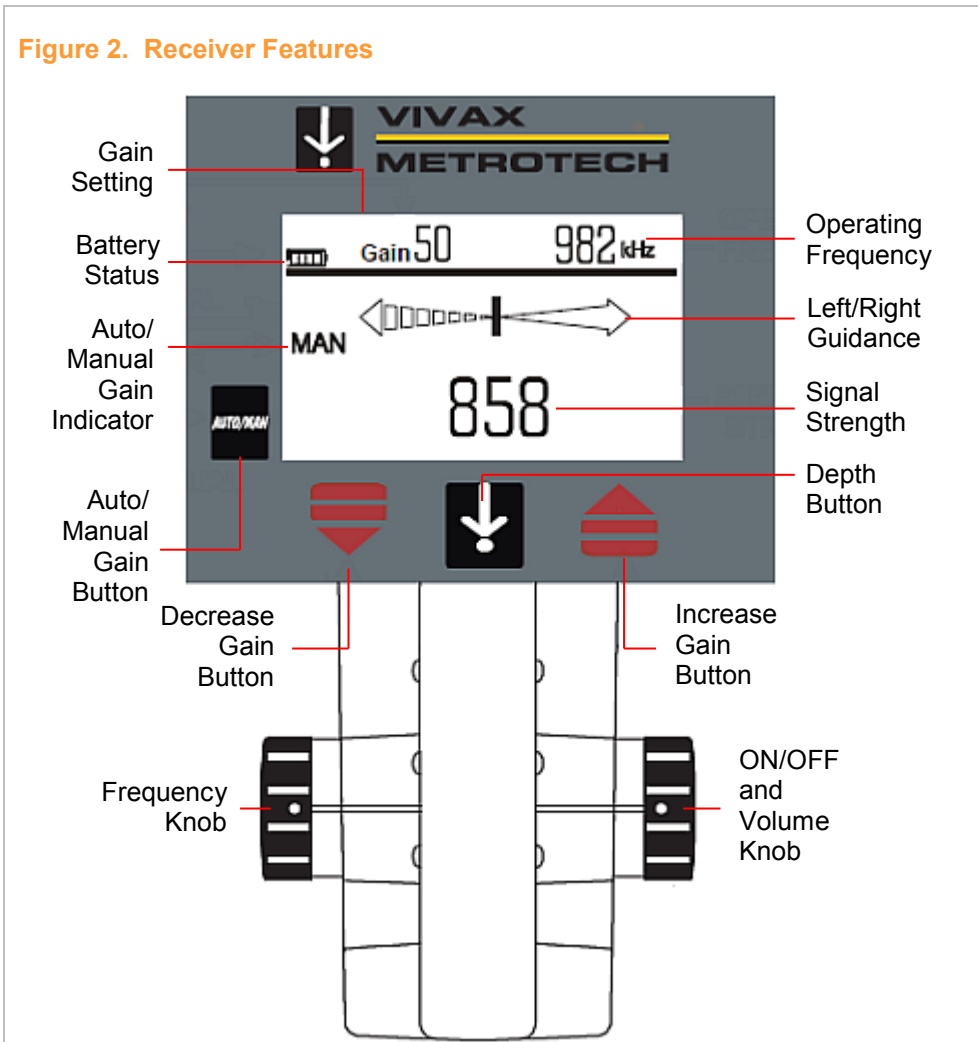 Figure 2. Receiver Features
VIVAX
METROTECH
Gain
Setting
Battery
Status
Auto/
Manual
Gain
Indicator
Auto/
Manual
Gain
Button
Gain 50
982 kHz
MAN
858
AUTO/MAN
Operating
Frequency
Left/Right
Guidance
Signal
Strength
Depth
Button
Decrease
Gain
Button
Increase
Gain
Button
Frequency
Knob
ON/OFF
and
Volume
Knob